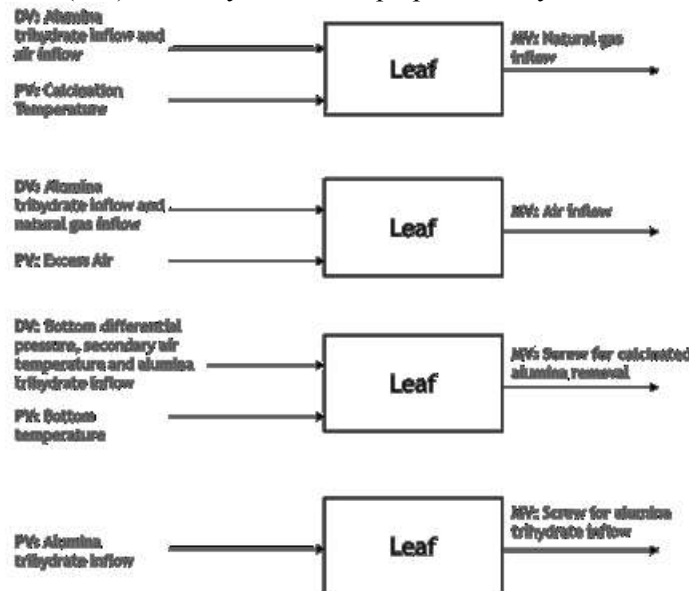 DV: Alumina
trihydrate inflow and
air inflow
PV: Calcination
Temperature
Leaf
MV: Natural gas
inflow
DV: Alumina
trihydrate inflow and
natural gas inflow
PV: Excess Air
Leaf
MV: Air inflow
DV: Bottom differential
pressure, secondary air
temperature and alumina
trihydrate inflow
PV: Bottom
temperature
Leaf
MV: Screw for calcinated
alumina removal
PV: Alumina
trihydrate inflow
Leaf
MV: Screw for alumina
trihydrate inflow